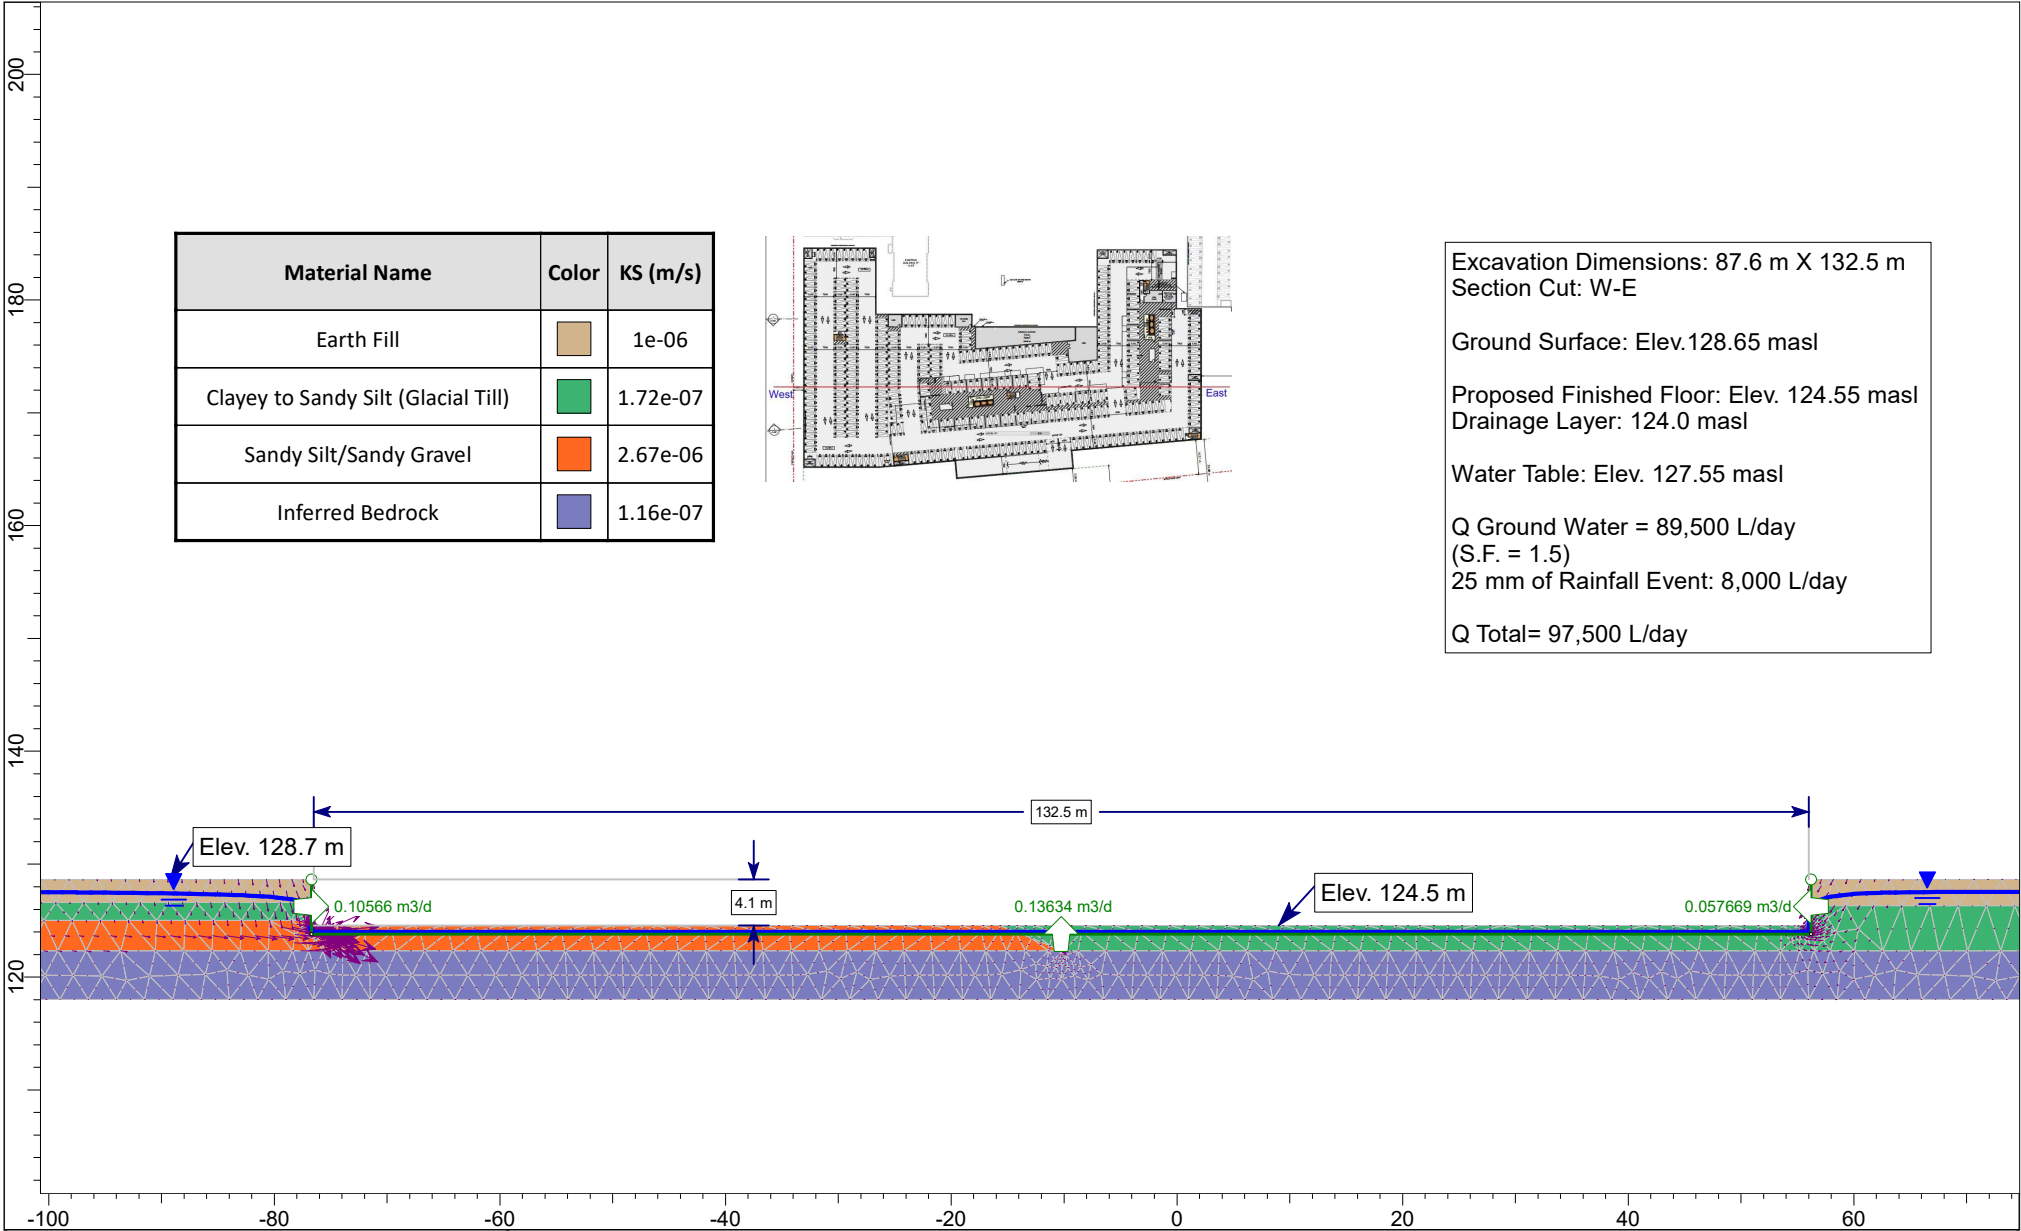 Material Name Color KS (m/s)
Earth Fill 1e-06
Clayey to Sandy Silt (Glacial Till) 1.72e-07
Sandy Silt/Sandy Gravel 2.67e-06
Inferred Bedrock 1.16e-07
West
East
Excavation Dimensions: 87.6 m X 132.5 m
Section Cut: W-E
Ground Surface: Elev.128.65 masl
Proposed Finished Floor: Elev. 124.55 masl
Drainage Layer: 124.0 masl
Water Table: Elev. 127.55 masl
Q Ground Water = 89,500 L/day
(S.F. = 1.5)
25 mm of Rainfall Event: 8,000 L/day
Q Total= 97,500 L/day
132.5 m
Elev. 128.7 m
4.1 m
Elev. 124.5 m
0.10566 m3/d
0.13634 m3/d
0.057669 m3/d
200
180
160
140
120
-100 -80 -60 -40 -20 0 20 40 60